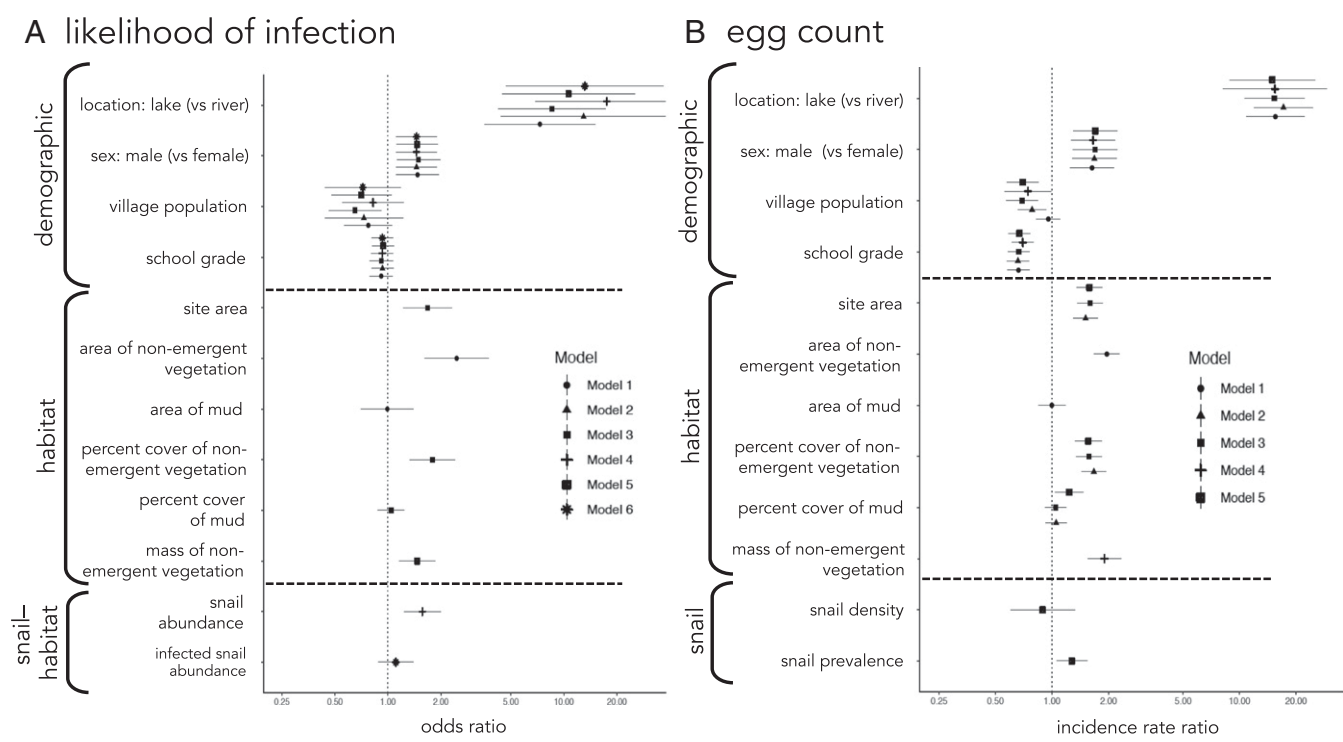 A likelihood of infection
demographic
location: lake (vs river)
sex: male (vs female)
village population
school grade
habitat
site area
area of non-emergent
vegetation
area of mud
percent cover of non-
emergent vegetation
percent cover
of mud
mass of non-
emergent vegetation
snail–
habitat
snail
abundance
infected snail
abundance
Model
Model 1
Model 2
Model 3
Model 4
Model 5
Model 6
0.25 0.50 1.00 2.00 5.00 10.00 20.00
odds ratio
B egg count
demographic
location: lake (vs river)
sex: male (vs female)
village population
school grade
habitat
site area
area of non-
emergent vegetation
area of mud
percent cover of non-
emergent vegetation
percent cover of mud
mass of non-emergent
vegetation
snail
snail density
snail prevalence
Model
Model 1
Model 2
Model 3
Model 4
Model 5
0.25 0.50 1.00 2.00 5.00 10.00 20.00
incidence rate ratio